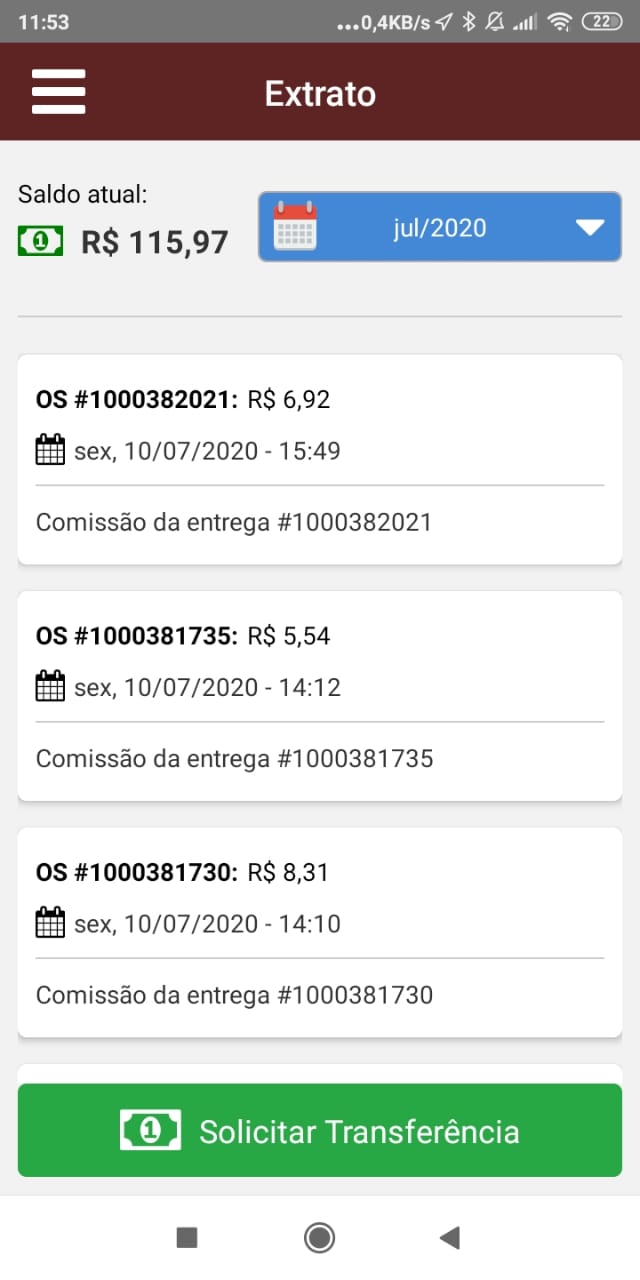 11:53
...0,4KB/s
22
Extrato
Saldo atual:
R$ 115,97
jul/2020
OS #1000382021: R$ 6,92
sex, 10/07/2020 - 15:49
Comissão da entrega #1000382021
OS #1000381735: R$ 5,54
sex, 10/07/2020 - 14:12
Comissão da entrega #1000381735
OS #1000381730: R$ 8,31
sex, 10/07/2020 - 14:10
Comissão da entrega #1000381730
1 Solicitar Transferência